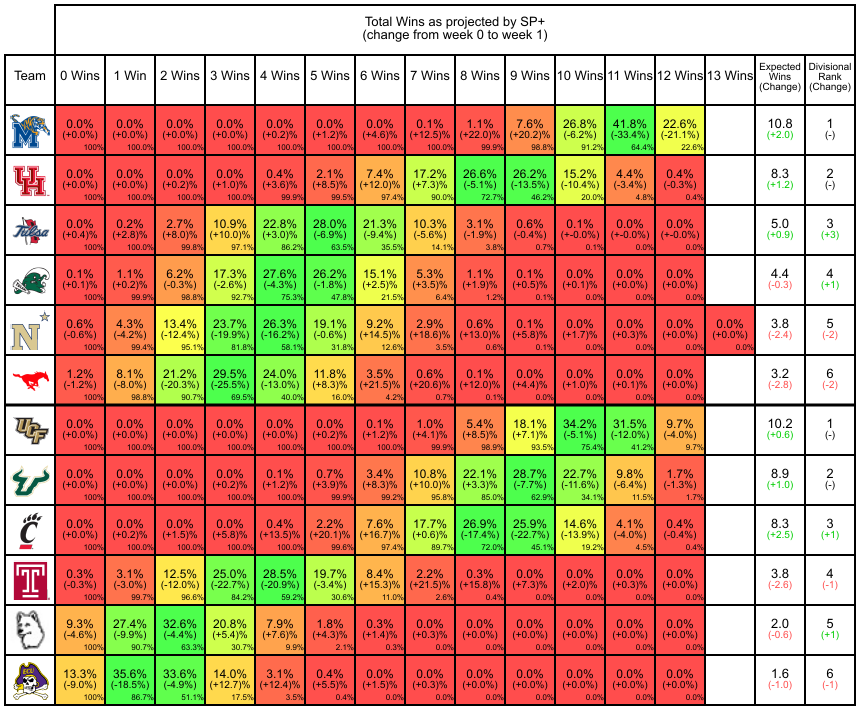 Total Wins as projected by SP+
(change from week 0 to week 1)
Team 0 Wins 1 Win 2 Wins 3 Wins 4 Wins 5 Wins 6 Wins 7 Wins 8 Wins 9 Wins 10 Wins 11 Wins 12 Wins 13 Wins Expected Wins (Change) Divisional Rank (Change)
M
0.0% 0.0% 0.0% 0.0% 0.0% 0.0% 0.0% 0.1% 1.1% 7.6% 26.8% 41.8% 22.6% 10.8 1
(+0.0%) (+0.0%) (+0.0%) (+0.0%) (+0.2%) (+1.2%) (+4.6%) (+12.5%) (+22.0%) (+20.2%) (-6.2%) (-33.4%) (-21.1%) (+2.0) (-)
100% 100.0% 100.0% 100.0% 100.0% 100.0% 100.0% 100.0% 99.9% 98.8% 91.2% 64.4% 22.6%
UH
0.0% 0.0% 0.0% 0.0% 0.4% 2.1% 7.4% 17.2% 26.6% 26.2% 15.2% 4.4% 0.4% 8.3 2
(+0.0%) (+0.0%) (+0.2%) (+1.0%) (+3.6%) (+8.5%) (+12.0%) (+7.3%) (-5.1%) (-13.5%) (-10.4%) (-3.4%) (-0.3%) (+1.2) (-)
100% 100.0% 100.0% 100.0% 99.9% 99.5% 97.4% 90.0% 72.7% 46.2% 20.0% 4.8% 0.4%
Tulsa
0.0% 0.2% 2.7% 10.9% 22.8% 28.0% 21.3% 10.3% 3.1% 0.6% 0.1% 0.0% 0.0% 5.0 3
(+0.4%) (+2.8%) (+8.0%) (+10.0%) (+3.0%) (-6.9%) (-9.4%) (-5.6%) (-1.9%) (-0.4%) (-0.0%) (-0.0%) (-0.0%) (+0.9) (+3)
100% 100.0% 99.8% 97.1% 86.2% 63.5% 35.5% 14.1% 3.8% 0.7% 0.1% 0.0% 0.0%
0.1% 1.1% 6.2% 17.3% 27.6% 26.2% 15.1% 5.3% 1.1% 0.1% 0.0% 0.0% 0.0% 4.4 4
(+0.1%) (+0.2%) (-0.3%) (-2.6%) (-4.3%) (-1.8%) (+2.5%) (+3.5%) (+1.9%) (+0.5%) (+0.1%) (+0.0%) (+0.0%) (-0.3) (+1)
100% 99.9% 98.8% 92.7% 75.3% 47.8% 21.5% 6.4% 1.2% 0.1% 0.0% 0.0% 0.0%
N
0.6% 4.3% 13.4% 23.7% 26.3% 19.1% 9.2% 2.9% 0.6% 0.1% 0.0% 0.0% 0.0% 0.0% 3.8 5
(-0.6%) (-4.2%) (-12.4%) (-19.9%) (-16.2%) (-0.6%) (+14.5%) (+18.6%) (+13.0%) (+5.8%) (+1.7%) (+0.3%) (+0.0%) (+0.0%) (-2.4) (-2)
100% 99.4% 95.1% 81.8% 58.1% 31.8% 12.6% 3.5% 0.6% 0.1% 0.0% 0.0% 0.0% 0.0%
1.2% 8.1% 21.2% 29.5% 24.0% 11.8% 3.5% 0.6% 0.1% 0.0% 0.0% 0.0% 0.0% 3.2 6
(-1.2%) (-8.0%) (-20.3%) (-25.5%) (-13.0%) (+8.3%) (+21.5%) (+20.6%) (+12.0%) (+4.4%) (+1.0%) (+0.1%) (+0.0%) (-2.8) (-2)
100% 98.8% 90.7% 69.5% 40.0% 16.0% 4.2% 0.7% 0.1% 0.0% 0.0% 0.0% 0.0%
UCF
0.0% 0.0% 0.0% 0.0% 0.0% 0.0% 0.1% 1.0% 5.4% 18.1% 34.2% 31.5% 9.7% 10.2 1
(+0.0%) (+0.0%) (+0.0%) (+0.0%) (+0.0%) (+0.2%) (+1.2%) (+4.1%) (+8.5%) (+7.1%) (-5.1%) (-12.0%) (-4.0%) (+0.6) (-)
100% 100.0% 100.0% 100.0% 100.0% 100.0% 100.0% 99.9% 98.9% 93.5% 75.4% 41.2% 9.7%
0.0% 0.0% 0.0% 0.0% 0.1% 0.7% 3.4% 10.8% 22.1% 28.7% 22.7% 9.8% 1.7% 8.9 2
(+0.0%) (+0.0%) (+0.0%) (+0.2%) (+1.2%) (+3.9%) (+8.3%) (+10.0%) (+3.3%) (-7.7%) (-11.6%) (-6.4%) (-1.3%) (+1.0) (-)
100% 100.0% 100.0% 100.0% 100.0% 99.9% 99.2% 95.8% 85.0% 62.9% 34.1% 11.5% 1.7%
C
0.0% 0.0% 0.0% 0.0% 0.4% 2.2% 7.6% 17.7% 26.9% 25.9% 14.6% 4.1% 0.4% 8.3 3
(+0.0%) (+0.2%) (+1.5%) (+5.8%) (+13.5%) (+20.1%) (+16.7%) (+0.6%) (-17.4%) (-22.7%) (-13.9%) (-4.0%) (-0.4%) (+2.5) (+1)
100% 100.0% 100.0% 100.0% 100.0% 99.6% 97.4% 89.7% 72.0% 45.1% 19.2% 4.5% 0.4%
T
0.3% 3.1% 12.5% 25.0% 28.5% 19.7% 8.4% 2.2% 0.3% 0.0% 0.0% 0.0% 0.0% 3.8 4
(-0.3%) (-3.0%) (-12.0%) (-22.7%) (-20.9%) (-3.4%) (+15.3%) (+21.5%) (+15.8%) (+7.3%) (+2.0%) (+0.3%) (+0.0%) (-2.6) (-1)
100% 99.7% 96.6% 84.2% 59.2% 30.6% 11.0% 2.6% 0.4% 0.0% 0.0% 0.0% 0.0%
9.3% 27.4% 32.6% 20.8% 7.9% 1.8% 0.3% 0.0% 0.0% 0.0% 0.0% 0.0% 0.0% 2.0 5
(-4.6%) (-9.9%) (-4.4%) (+5.4%) (+7.6%) (+4.3%) (+1.4%) (+0.3%) (+0.0%) (+0.0%) (+0.0%) (+0.0%) (+0.0%) (-0.6) (+1)
100% 90.7% 63.3% 30.7% 9.9% 2.1% 0.3% 0.0% 0.0% 0.0% 0.0% 0.0% 0.0%
ECU
13.3% 35.6% 33.6% 14.0% 3.1% 0.4% 0.0% 0.0% 0.0% 0.0% 0.0% 0.0% 0.0% 1.6 6
(-9.0%) (-18.5%) (-4.9%) (+12.7%) (+12.4%) (+5.5%) (+1.5%) (+0.3%) (+0.0%) (+0.0%) (+0.0%) (+0.0%) (+0.0%) (-1.0) (-1)
100% 86.7% 51.1% 17.5% 3.5% 0.4% 0.0% 0.0% 0.0% 0.0% 0.0% 0.0% 0.0%